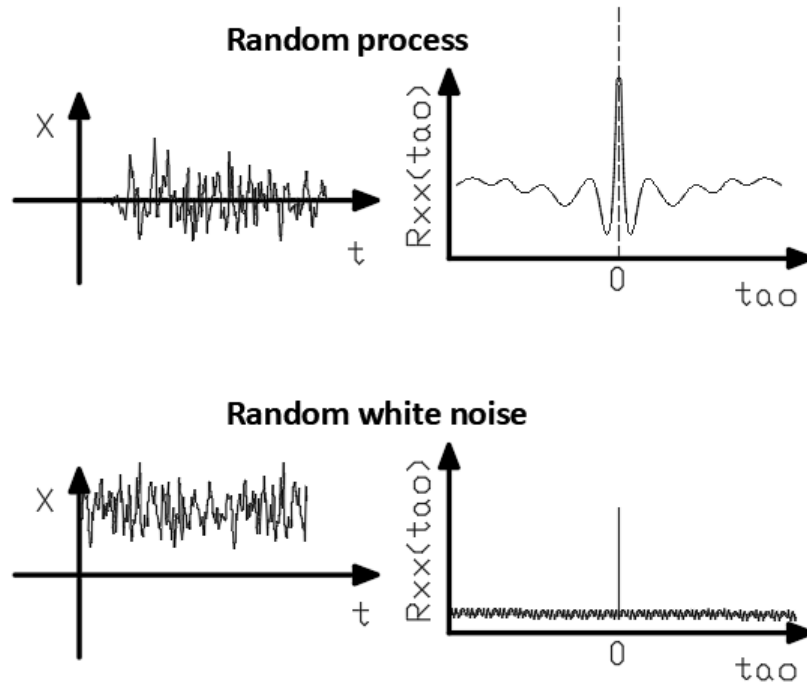 Random process
X
t
Rxx(tao)
0
tao
Random white noise
X
t
Rxx(tao)
0
tao